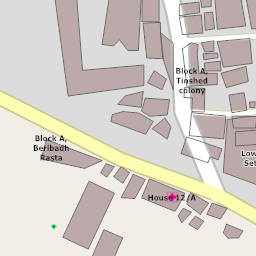 Block A,
Tinshed
colony
Block A,
Beribadh
Rasta
Low
Set
House 12/A